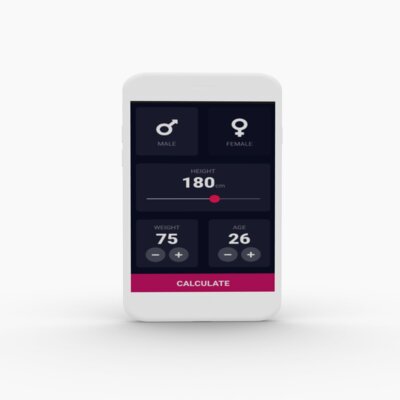 MALE
FEMALE
HEIGHT
180cm
WEIGHT
AGE
75
26
− +
− +
CALCULATE